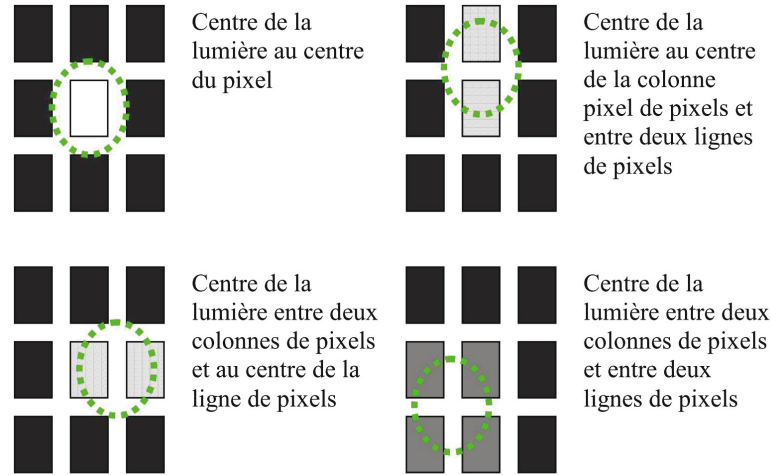 Centre de la
lumière au centre
du pixel
Centre de la
lumière au centre
de la colonne
pixel de pixels et
entre deux lignes
de pixels
Centre de la
lumière entre deux
colonnes de pixels
et au centre de la
ligne de pixels
Centre de la
lumière entre deux
colonnes de pixels
et entre deux
lignes de pixels